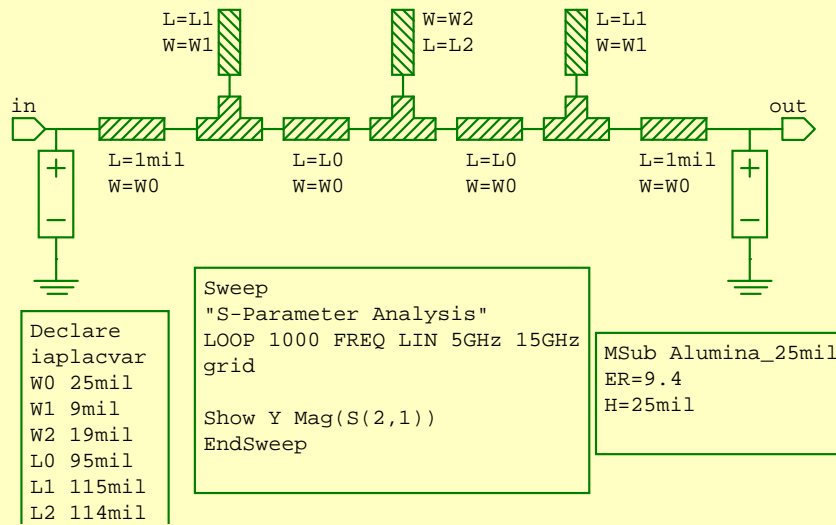 L=L1
W=W1
W=W2
L=L2
L=L1
W=W1
in
out
L=1mil
W=W0
L=L0
W=W0
L=L0
W=W0
L=1mil
W=W0
+
−
+
−
Declare
iaplacvar
W0 25mil
W1 9mil
W2 19mil
L0 95mil
L1 115mil
L2 114mil
Sweep
"S-Parameter Analysis"
LOOP 1000 FREQ LIN 5GHz 15GHz
grid
Show Y Mag(S(2,1))
EndSweep
MSub Alumina_25mil
ER=9.4
H=25mil